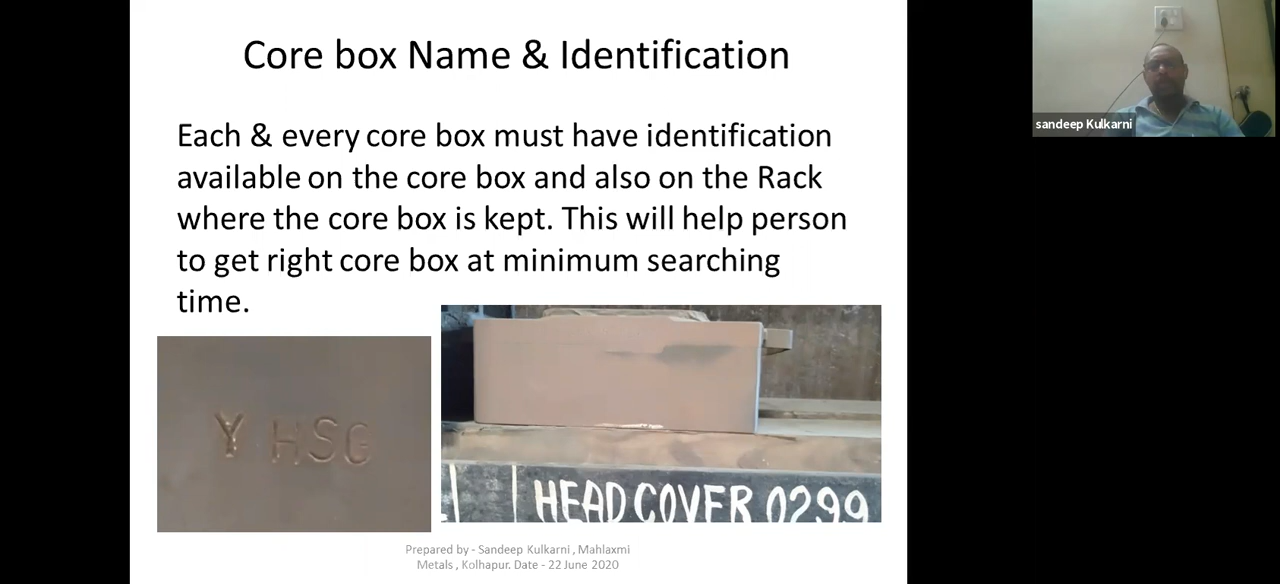 Core box Name & Identification
Each & every core box must have identification
available on the core box and also on the Rack
where the core box is kept. This will help person
to get right core box at minimum searching
time.
Y HSG
HEAD COVER 0299
Prepared by - Sandeep Kulkarni , Mahlaxmi
Metals , Kolhapur. Date - 22 June 2020
sandeep Kulkarni